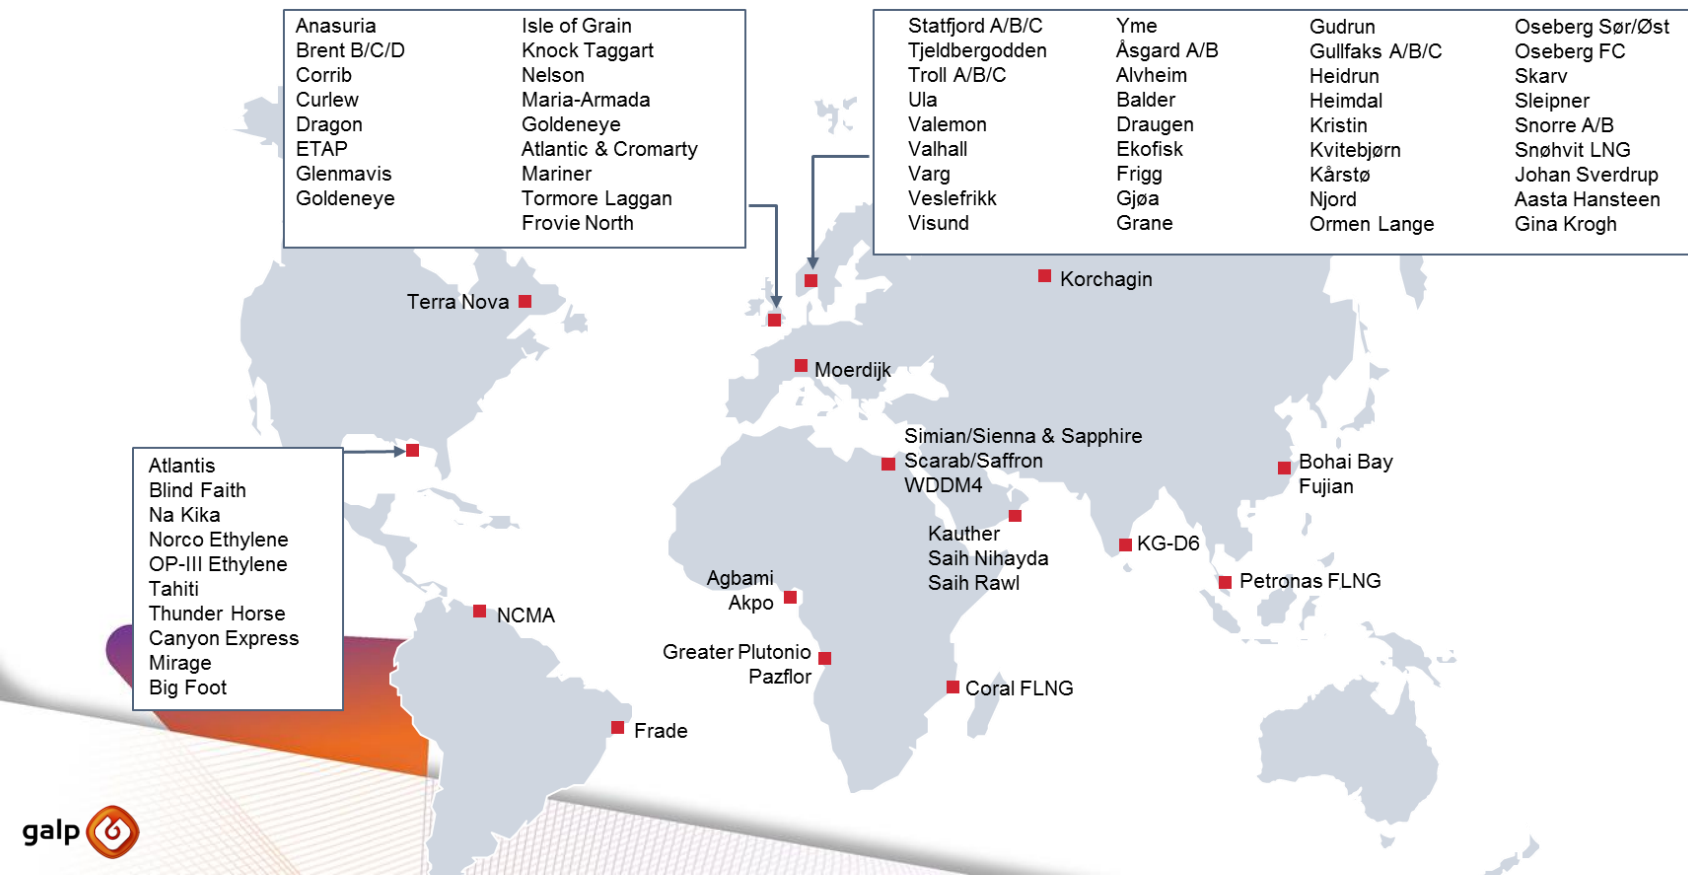 Anasuria
Brent B/C/D
Corrib
Curlew
Dragon
ETAP
Glenmavis
Goldeneye
Isle of Grain
Knock Taggart
Nelson
Maria-Armada
Goldeneye
Atlantic & Cromarty
Mariner
Tormore Laggan
Frovie North
Statfjord A/B/C
Tjeldbergodden
Troll A/B/C
Ula
Valemon
Valhall
Varg
Veslefrikk
Visund
Yme
Åsgard A/B
Alvheim
Balder
Draugen
Ekofisk
Frigg
Gjøa
Grane
Gudrun
Gullfaks A/B/C
Heidrun
Heimdal
Kristin
Kvitebjørn
Kårstø
Njord
Ormen Lange
Oseberg Sør/Øst
Oseberg FC
Skarv
Sleipner
Snorre A/B
Snøhvit LNG
Johan Sverdrup
Aasta Hansteen
Gina Krogh
Terra Nova
Korchagin
Moerdijk
Atlantis
Blind Faith
Na Kika
Norco Ethylene
OP-III Ethylene
Tahiti
Thunder Horse
Canyon Express
Mirage
Big Foot
Simian/Sienna & Sapphire
Scarab/Saffron
WDDM4
Bohai Bay
Fujian
Kauther
Saih Nihayda
Saih Rawl
KG-D6
Petronas FLNG
Agbami
Akpo
NCMA
Greater Plutonio
Pazflor
Coral FLNG
Frade
galp